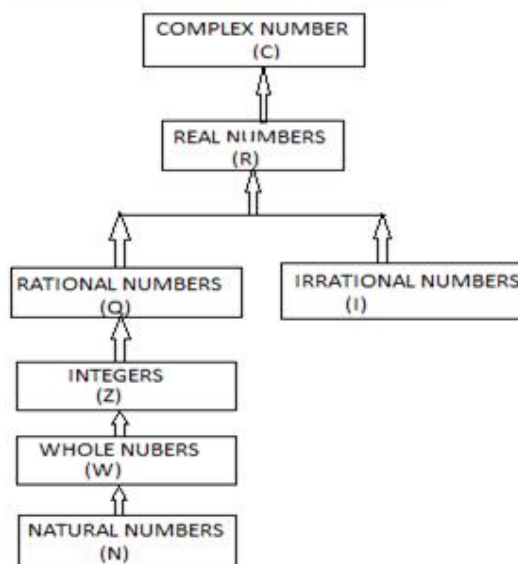 COMPLEX NUMBER
(C)
REAL NUMBERS
(R)
RATIONAL NUMBERS
(Q)
IRRATIONAL NUMBERS
(I)
INTEGERS
(Z)
WHOLE NUBERS
(W)
NATURAL NUMBERS
(N)